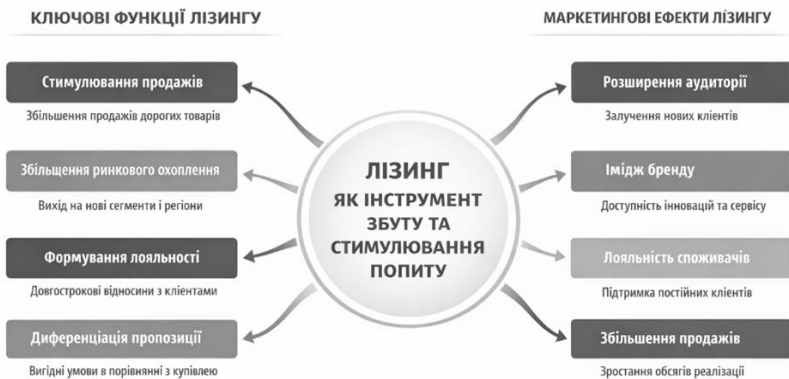 КЛЮЧОВІ ФУНКЦІЇ ЛІЗИНГУ
Стимулювання продажів
Збільшення продажів дорогих товарів
Збільщення ринкового охоплення
Вихід на нові сегменти і регіони
Формування лояльності
Довгострокові відносини з клієнтами
Диференціація пропозиції
Вигідні умови в порівнянні з купівлею
ЛІЗИНГ
ЯК ІНСТРУМЕНТ
ЗБУТУ ТА
СТИМУЛЮВАННЯ
ПОПИТУ
МАРКЕТИНГОВІ ЕФЕКТИ ЛІЗИНГУ
Розширення аудиторії
Залучення нових клієнтів
Імідж бренду
Доступність інновацій та сервісу
Лояльність споживачів
Підтримка постійних клієнтів
Збільшення продажів
Зростання обсягів реалізації